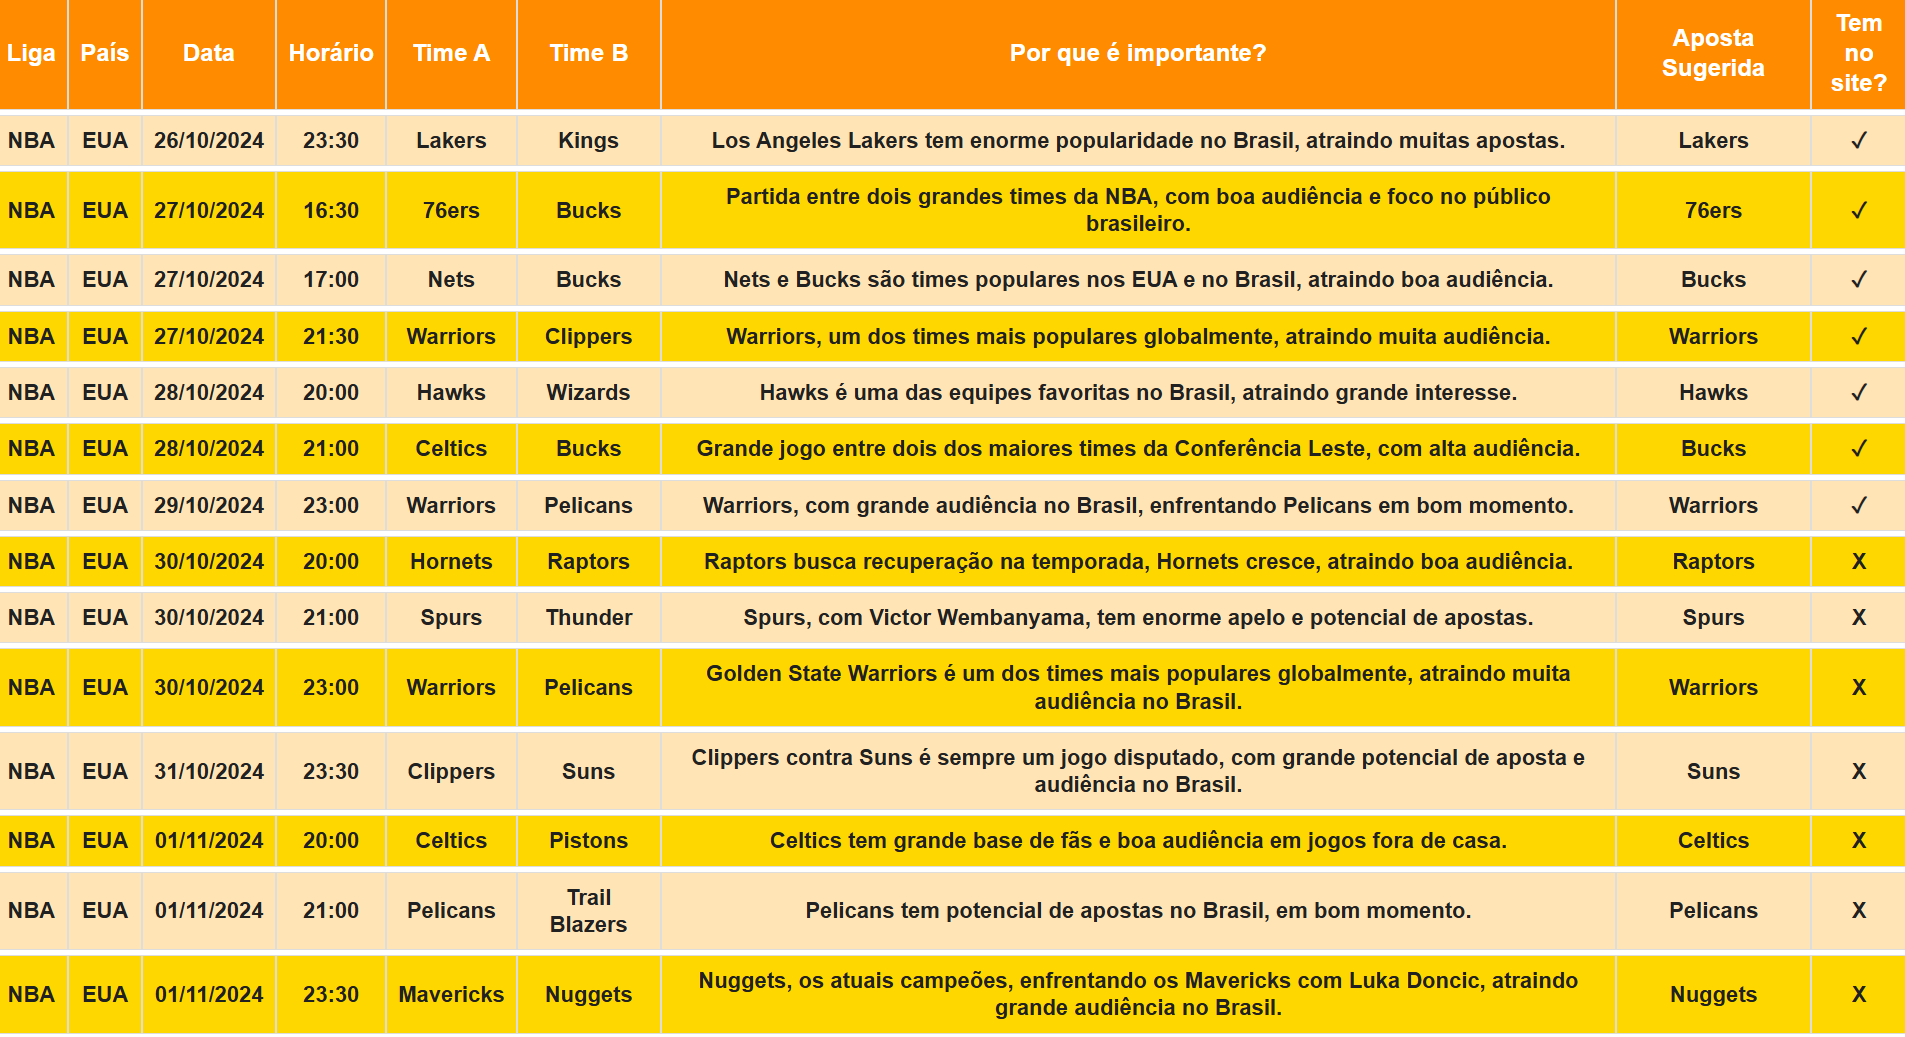 Liga País Data Horário Time A Time B Por que é importante? Aposta Sugerida Tem no site?
NBA EUA 26/10/2024 23:30 Lakers Kings Los Angeles Lakers tem enorme popularidade no Brasil, atraindo muitas apostas. Lakers ✓
NBA EUA 27/10/2024 16:30 76ers Bucks Partida entre dois grandes times da NBA, com boa audiência e foco no público brasileiro. 76ers ✓
NBA EUA 27/10/2024 17:00 Nets Bucks Nets e Bucks são times populares nos EUA e no Brasil, atraindo boa audiência. Bucks ✓
NBA EUA 27/10/2024 21:30 Warriors Clippers Warriors, um dos times mais populares globalmente, atraindo muita audiência. Warriors ✓
NBA EUA 28/10/2024 20:00 Hawks Wizards Hawks é uma das equipes favoritas no Brasil, atraindo grande interesse. Hawks ✓
NBA EUA 28/10/2024 21:00 Celtics Bucks Grande jogo entre dois dos maiores times da Conferência Leste, com alta audiência. Bucks ✓
NBA EUA 29/10/2024 23:00 Warriors Pelicans Warriors, com grande audiência no Brasil, enfrentando Pelicans em bom momento. Warriors ✓
NBA EUA 30/10/2024 20:00 Hornets Raptors Raptors busca recuperação na temporada, Hornets cresce, atraindo boa audiência. Raptors X
NBA EUA 30/10/2024 21:00 Spurs Thunder Spurs, com Victor Wembanyama, tem enorme apelo e potencial de apostas. Spurs X
NBA EUA 30/10/2024 23:00 Warriors Pelicans Golden State Warriors é um dos times mais populares globalmente, atraindo muita audiência no Brasil. Warriors X
NBA EUA 31/10/2024 23:30 Clippers Suns Clippers contra Suns é sempre um jogo disputado, com grande potencial de aposta e audiência no Brasil. Suns X
NBA EUA 01/11/2024 20:00 Celtics Pistons Celtics tem grande base de fãs e boa audiência em jogos fora de casa. Celtics X
NBA EUA 01/11/2024 21:00 Pelicans Trail Blazers Pelicans tem potencial de apostas no Brasil, em bom momento. Pelicans X
NBA EUA 01/11/2024 23:30 Mavericks Nuggets Nuggets, os atuais campeões, enfrentando os Mavericks com Luka Doncic, atraindo grande audiência no Brasil. Nuggets X